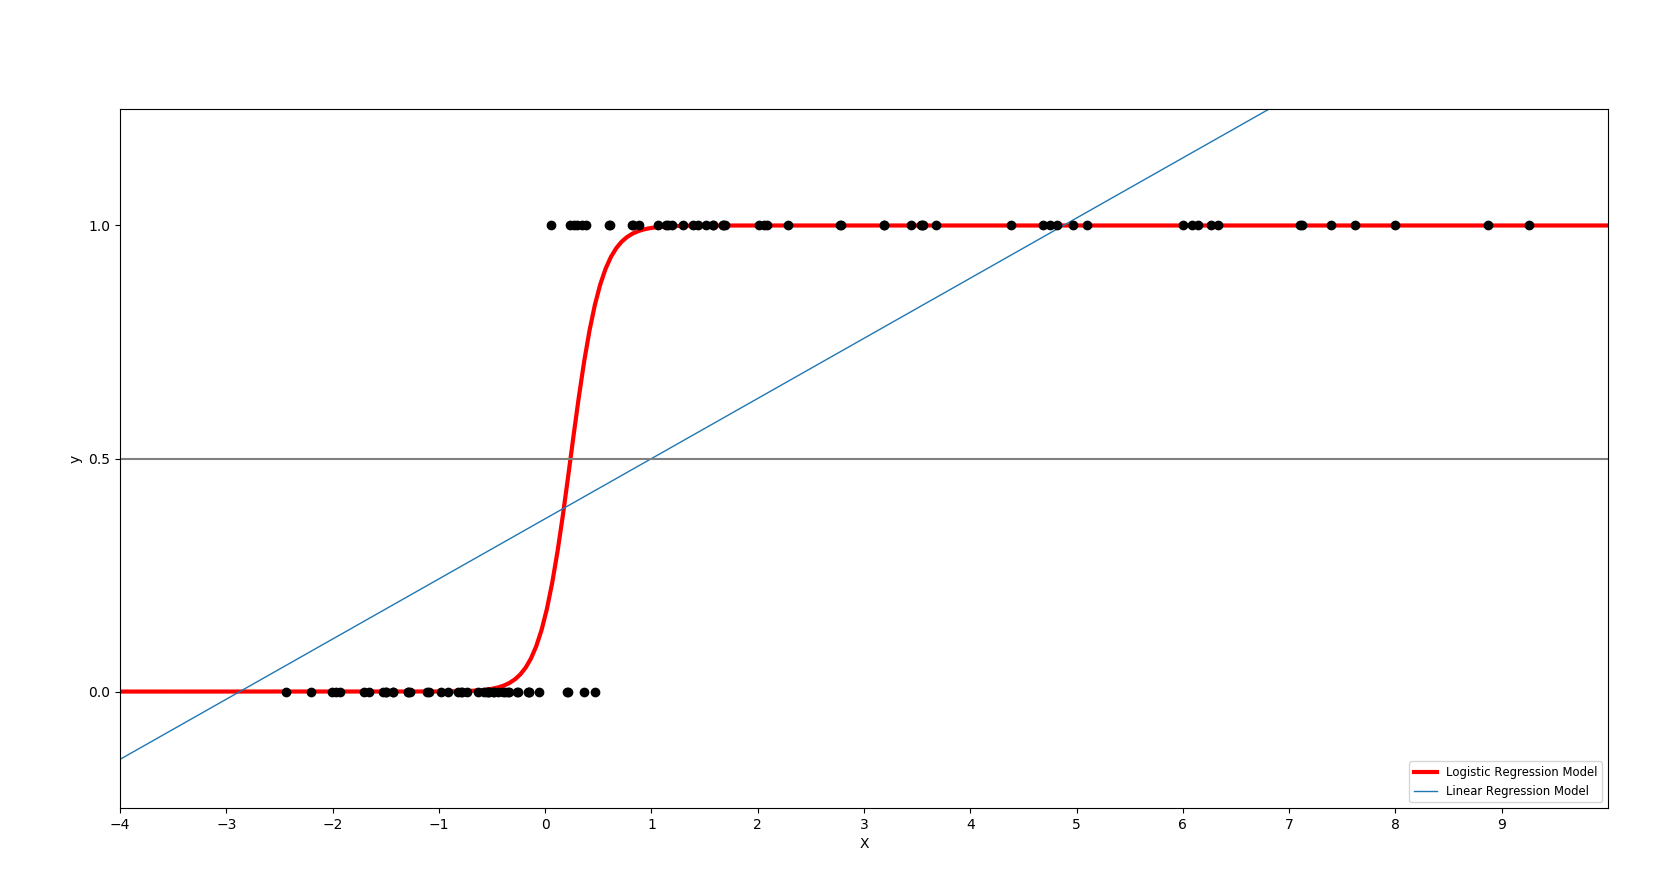 1.0
y
0.5
0.0
Logistic Regression Model
Linear Regression Model
−4 −3 −2 −1 0 1 2 3 4 5 6 7 8 9
X